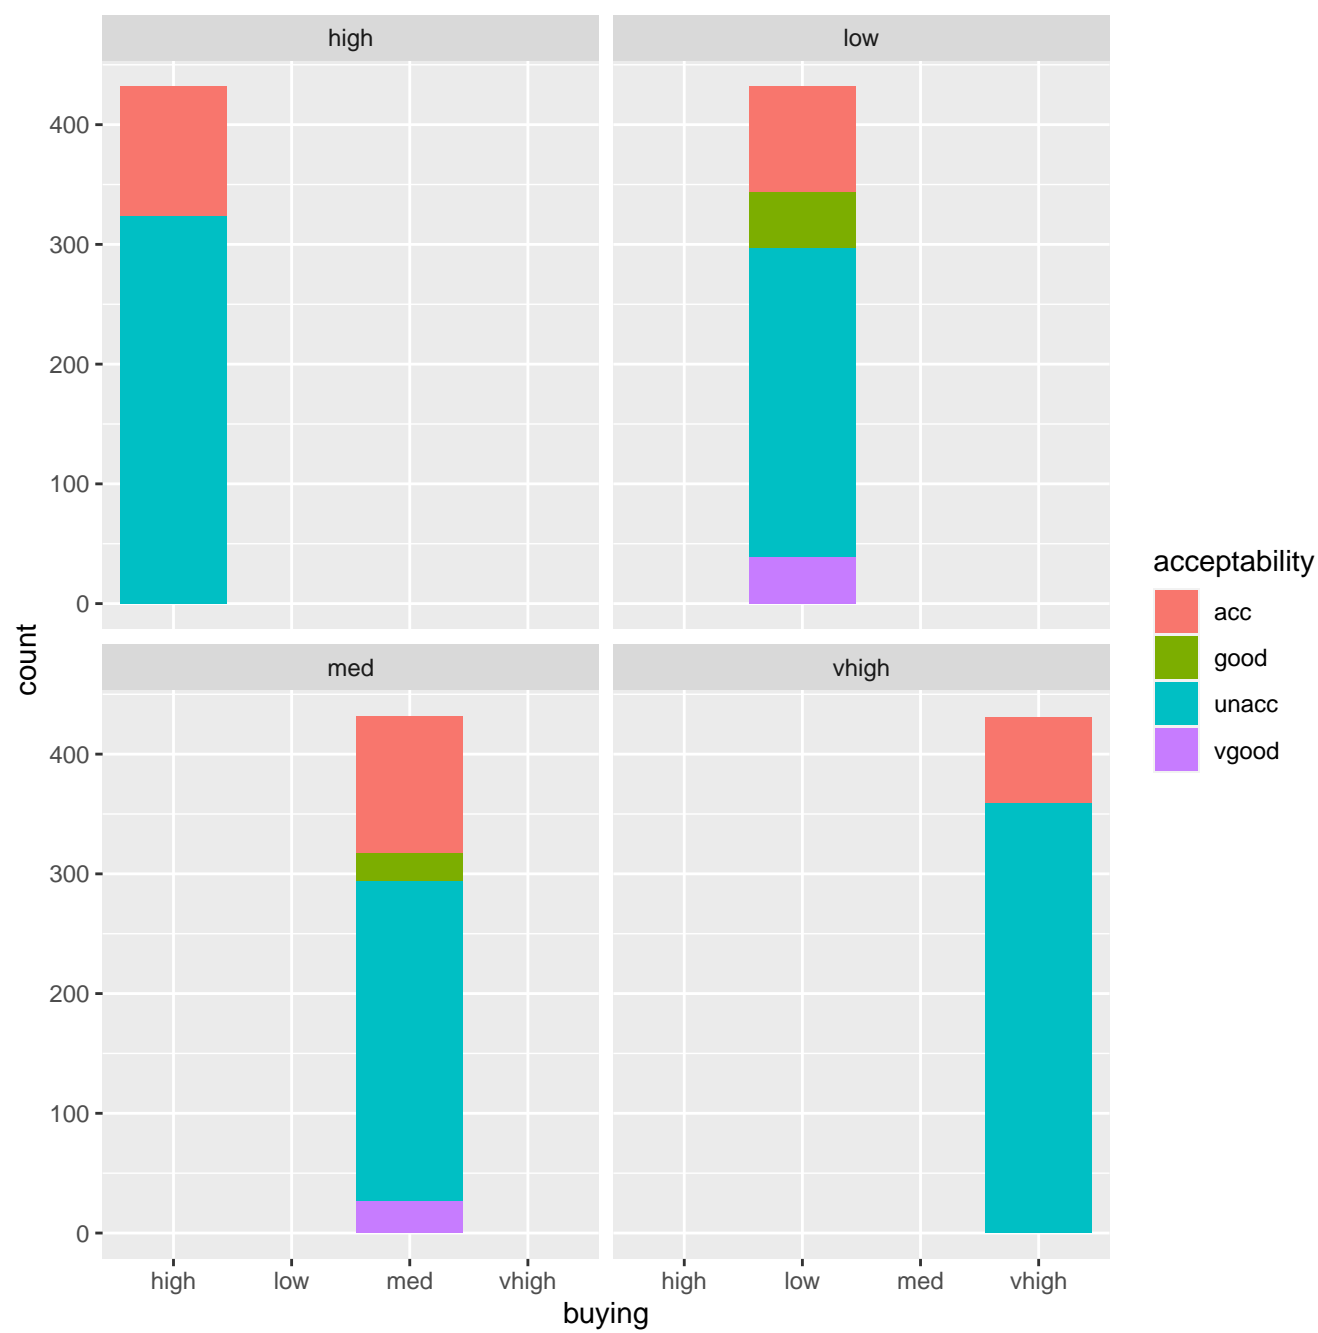 high
low
400
300
200
100
0
med
vhigh
400
300
200
100
0
high low med vhigh
high low med vhigh
buying
count
acceptability
acc
good
unacc
vgood